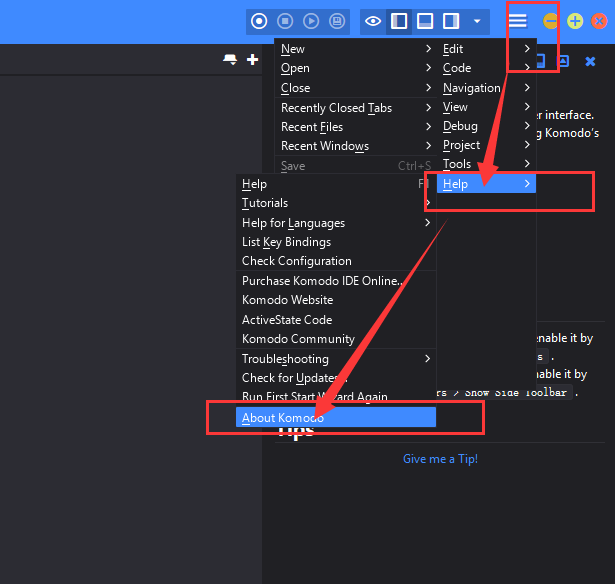 New
Open
Close
Recently Closed Tabs
Recent Files
Recent Windows
Save Ctrl+S
Edit
Code
Navigation
View
Debug
Project
Tools
Help
Help
Tutorials
Help for Languages
List Key Bindings
Check Configuration
Purchase Komodo IDE Online...
Komodo Website
ActiveState Code
Komodo Community
Troubleshooting
Check for Updates
Run First Start Wizard Again
About Komodo
er interface.
g Komodo's
enable it by
s .
nable it by
rs > Show Side Toolbar .
Tips
Give me a Tip!